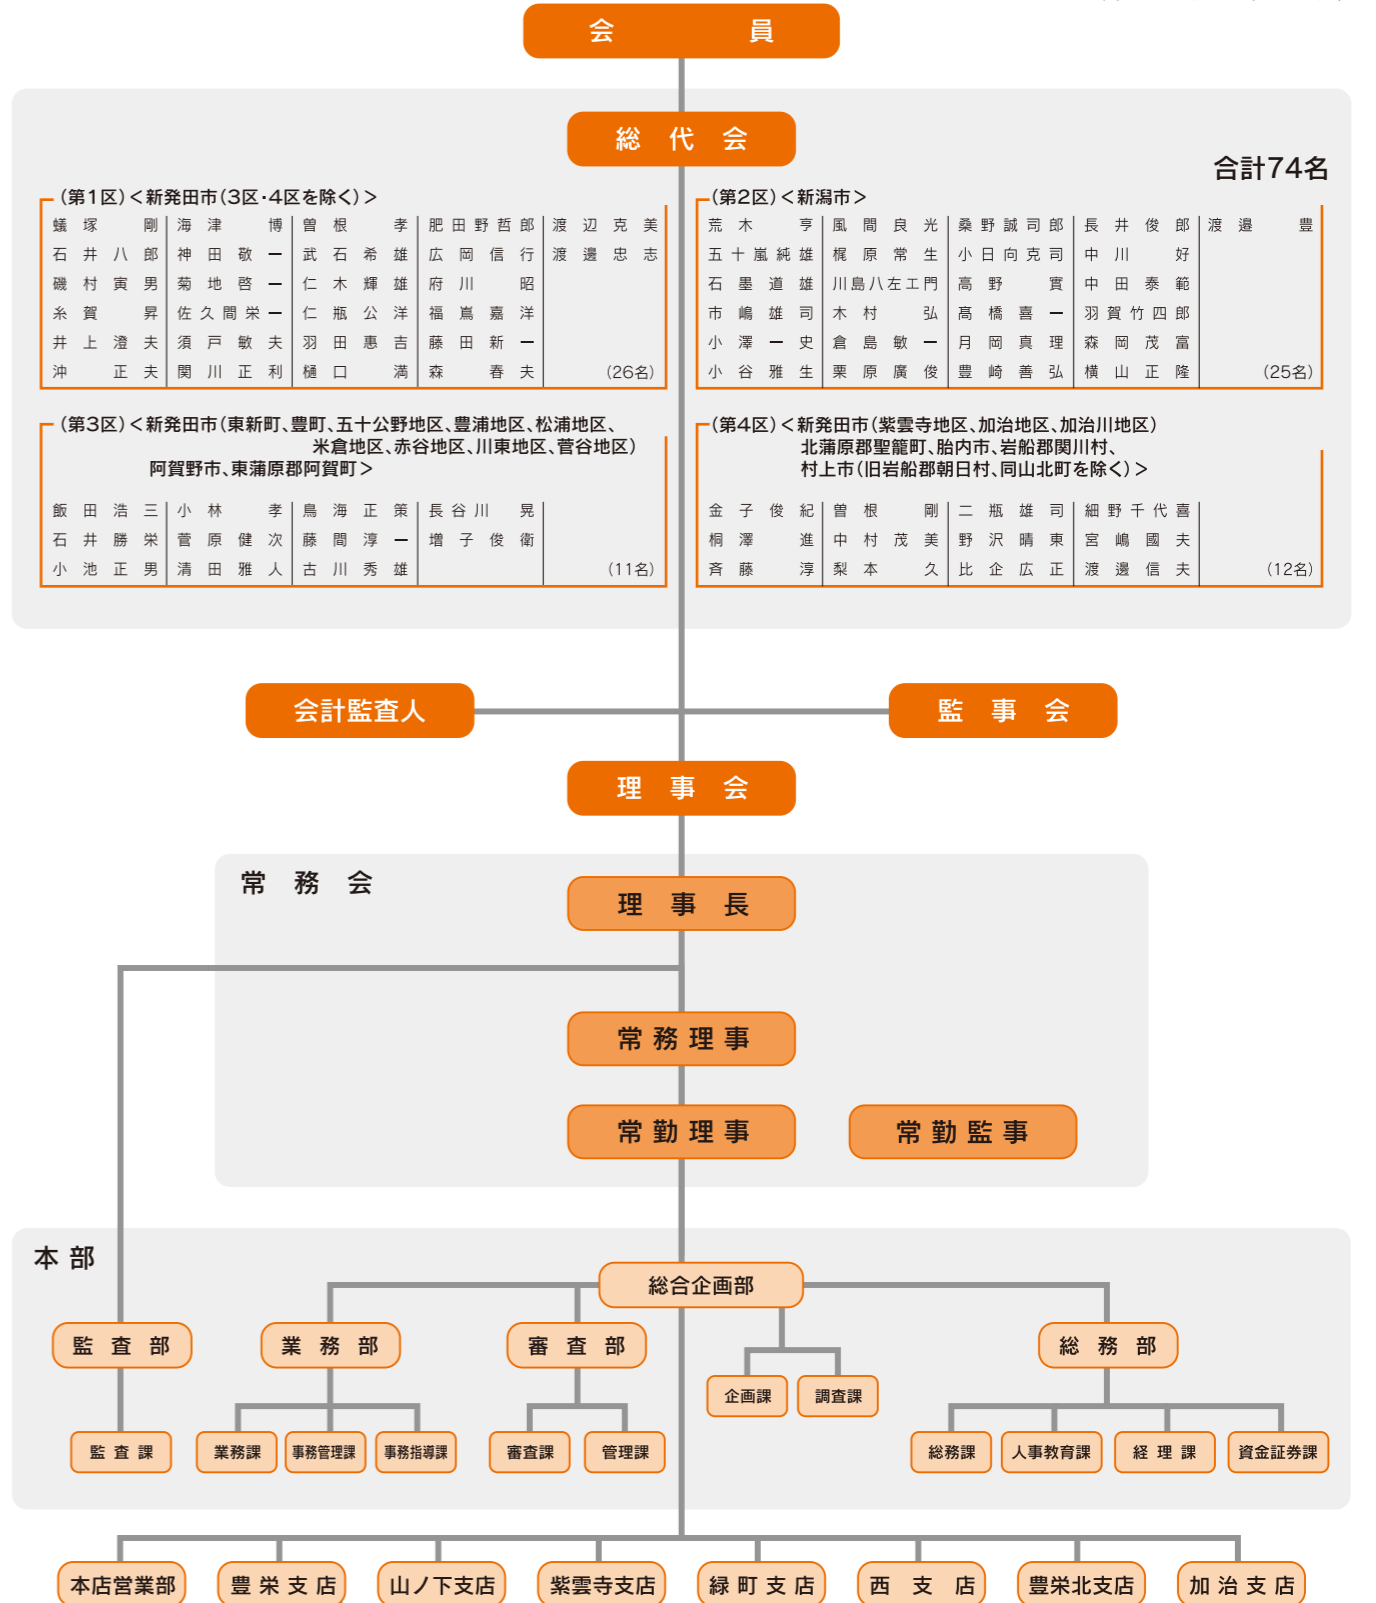 会員
総代会
合計74名
(第1区)<新発田市(3区・4区を除く)>
蟻塚剛 海津博 曽根孝 肥田野哲郎 渡辺克美
石井八郎 神田敬一 武石希雄 広岡信行 渡邊忠志
磯村寅男 菊地啓一 仁木輝雄 府川昭
糸賀昇 佐久間栄一 仁瓶公洋 福嶌嘉洋
井上澄夫 須戸敏夫 羽田惠吉 藤田新一
沖正夫 関川正利 樋口満 森春夫 (26名)
(第2区)<新潟市>
荒木亨 風間良光 桑野誠司郎 長井俊郎 渡邉豊
五十嵐純雄 梶原常生 小日向克司 中川好
石墨道雄 川島八左エ門 高野實 中田泰範
市嶋雄司 木村弘 髙橋喜一 羽賀竹四郎
小澤一史 倉島敏一 月岡真理 森岡茂富
小谷雅生 栗原廣俊 豊崎善弘 横山正隆 (25名)
(第3区)<新発田市(東新町、豊町、五十公野地区、豊浦地区、松浦地区、
米倉地区、赤谷地区、川東地区、菅谷地区)
阿賀野市、東蒲原郡阿賀町>
飯田浩三 小林孝 鳥海正策 長谷川晃
石井勝栄 菅原健次 藤間淳一 増子俊衛
小池正男 清田雅人 古川秀雄 (11名)
(第4区)<新発田市(紫雲寺地区、加治地区、加治川地区)
北蒲原郡聖籠町、胎内市、岩船郡関川村、
村上市(旧岩船郡朝日村、同山北町を除く)>
金子俊紀 曽根剛 二瓶雄司 細野千代喜
桐澤進 中村茂美 野沢晴東 宮嶋國夫
斉藤淳 梨本久 比企広正 渡邊信夫 (12名)
会計監査人
監事会
理事会
常務会
理事長
常務理事
常勤理事
常勤監事
本部
総合企画部
監査部
業務部
審査部
総務部
企画課
調査課
監査課
業務課
事務管理課
事務指導課
審査課
管理課
総務課
人事教育課
経理課
資金証券課
本店営業部
豊栄支店
山ノ下支店
紫雲寺支店
緑町支店
西支店
豊栄北支店
加治支店